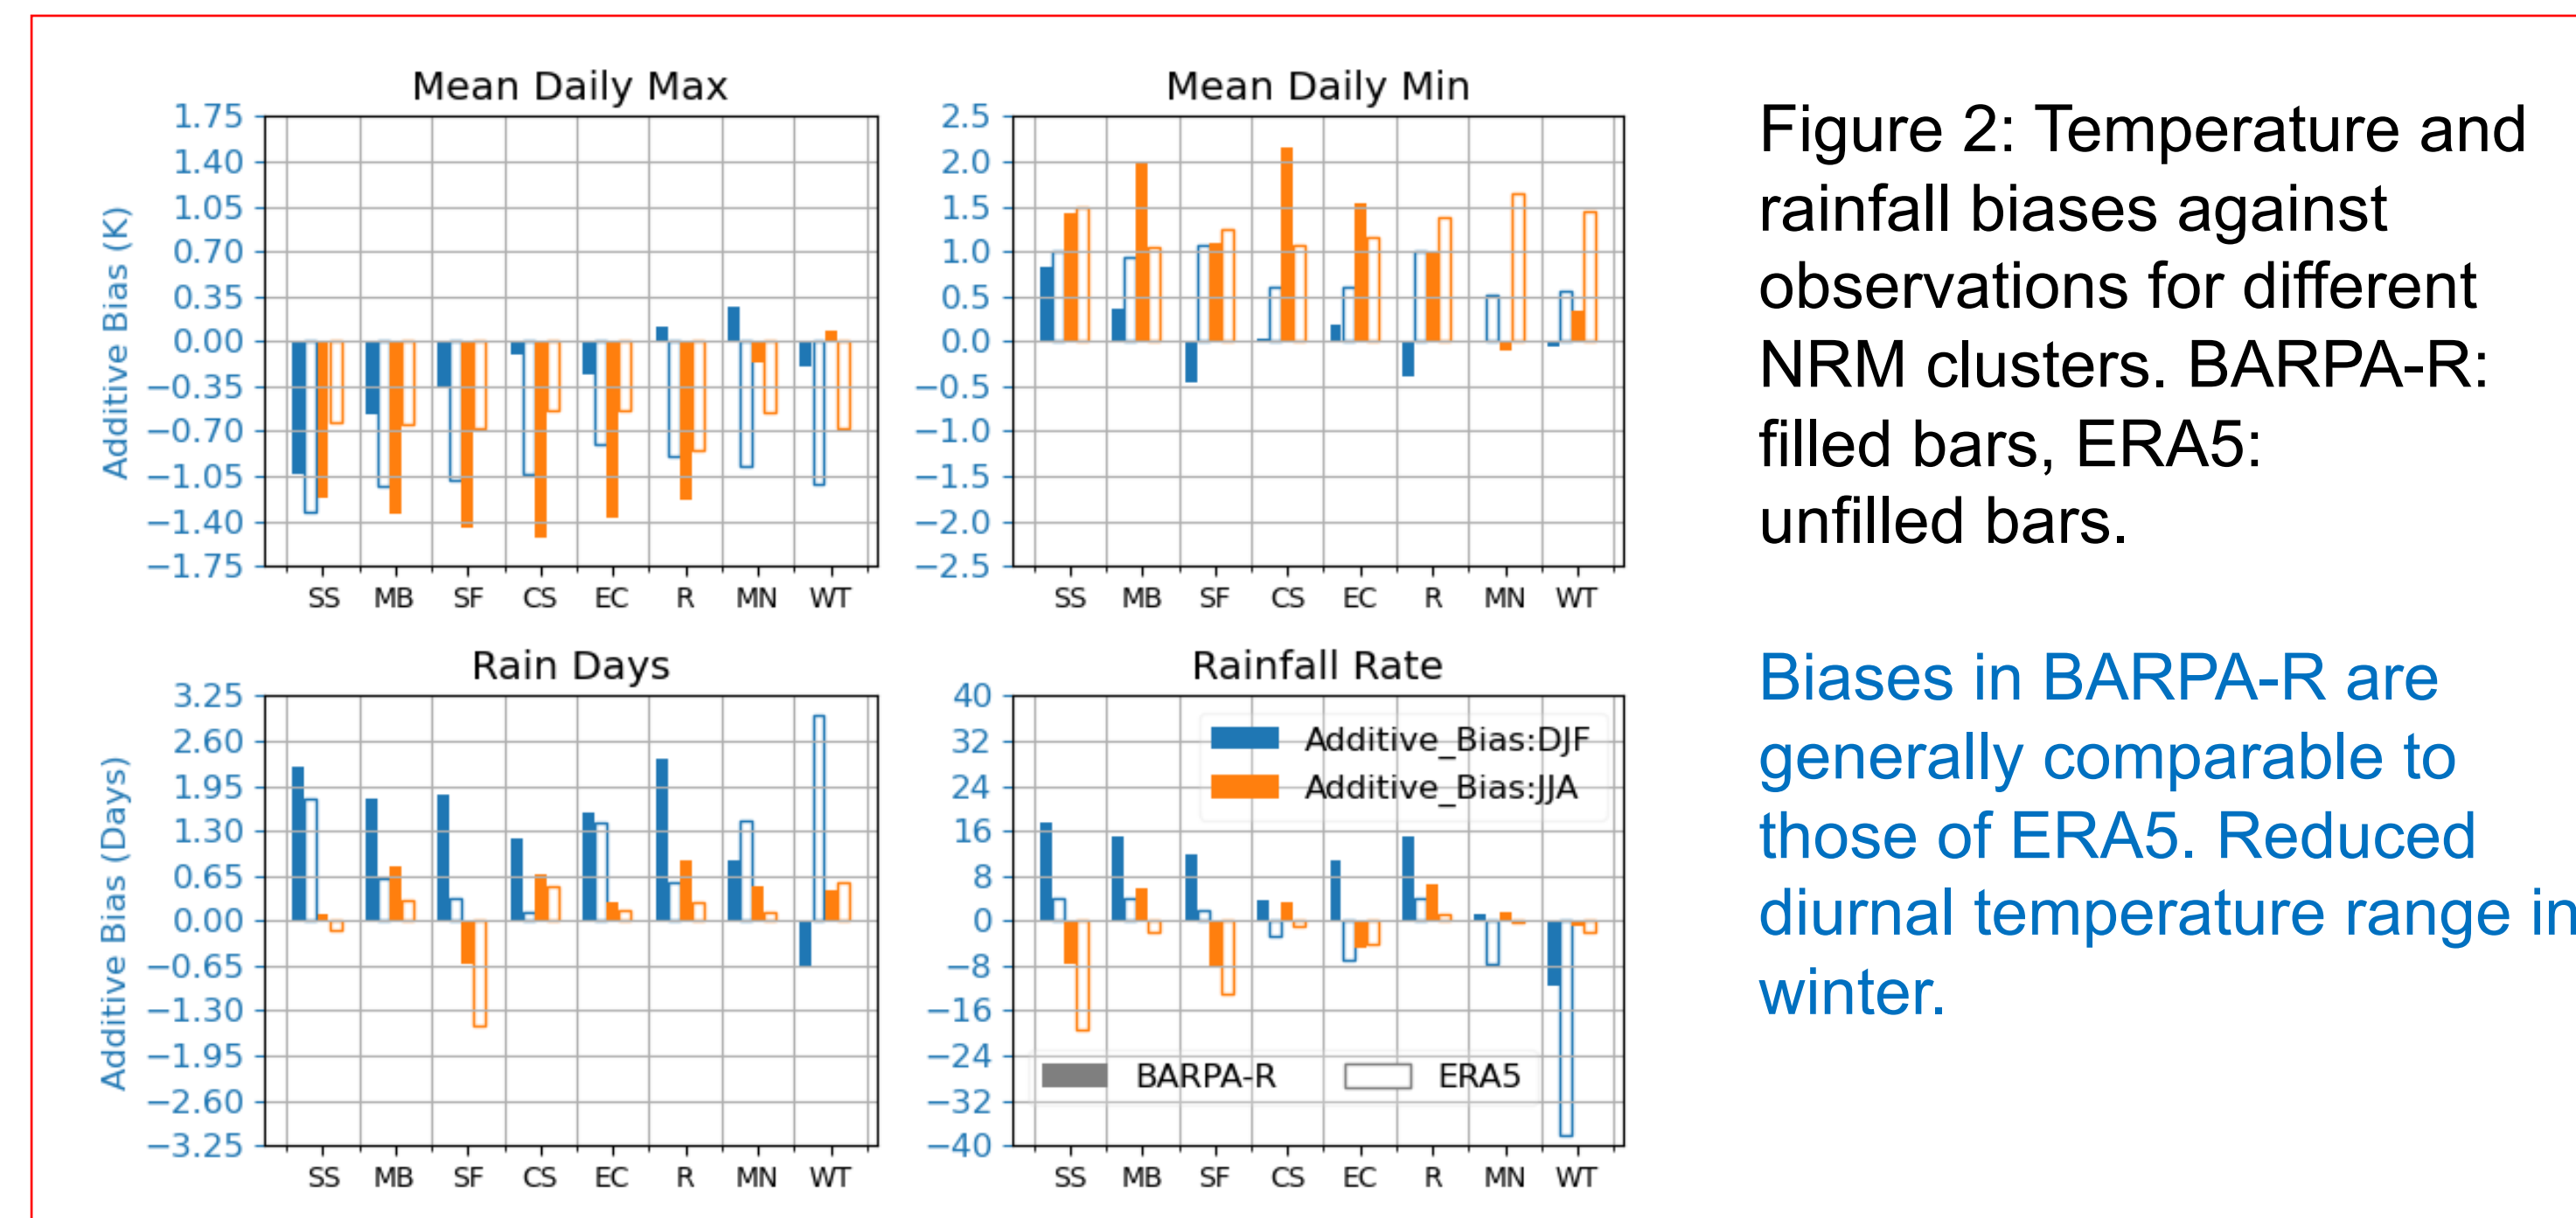 Mean Daily Max
1.75
1.40
1.05
0.70
0.35
0.00
−0.35
−0.70
−1.05
−1.40
−1.75
Additive Bias (K)
SS MB SF CS EC R MN WT
Mean Daily Min
2.5
2.0
1.5
1.0
0.5
0.0
−0.5
−1.0
−1.5
−2.0
−2.5
SS MB SF CS EC R MN WT
Rain Days
3.25
2.60
1.95
1.30
0.65
0.00
−0.65
−1.30
−1.95
−2.60
−3.25
Additive Bias (Days)
SS MB SF CS EC R MN WT
Rainfall Rate
40
32
24
16
8
0
−8
−16
−24
−32
−40
Additive_Bias:DJF
Additive_Bias:JJA
BARPA-R ERA5
SS MB SF CS EC R MN WT
Figure 2: Temperature and
rainfall biases against
observations for different
NRM clusters. BARPA-R:
filled bars, ERA5:
unfilled bars.
Biases in BARPA-R are
generally comparable to
those of ERA5. Reduced
diurnal temperature range in
winter.